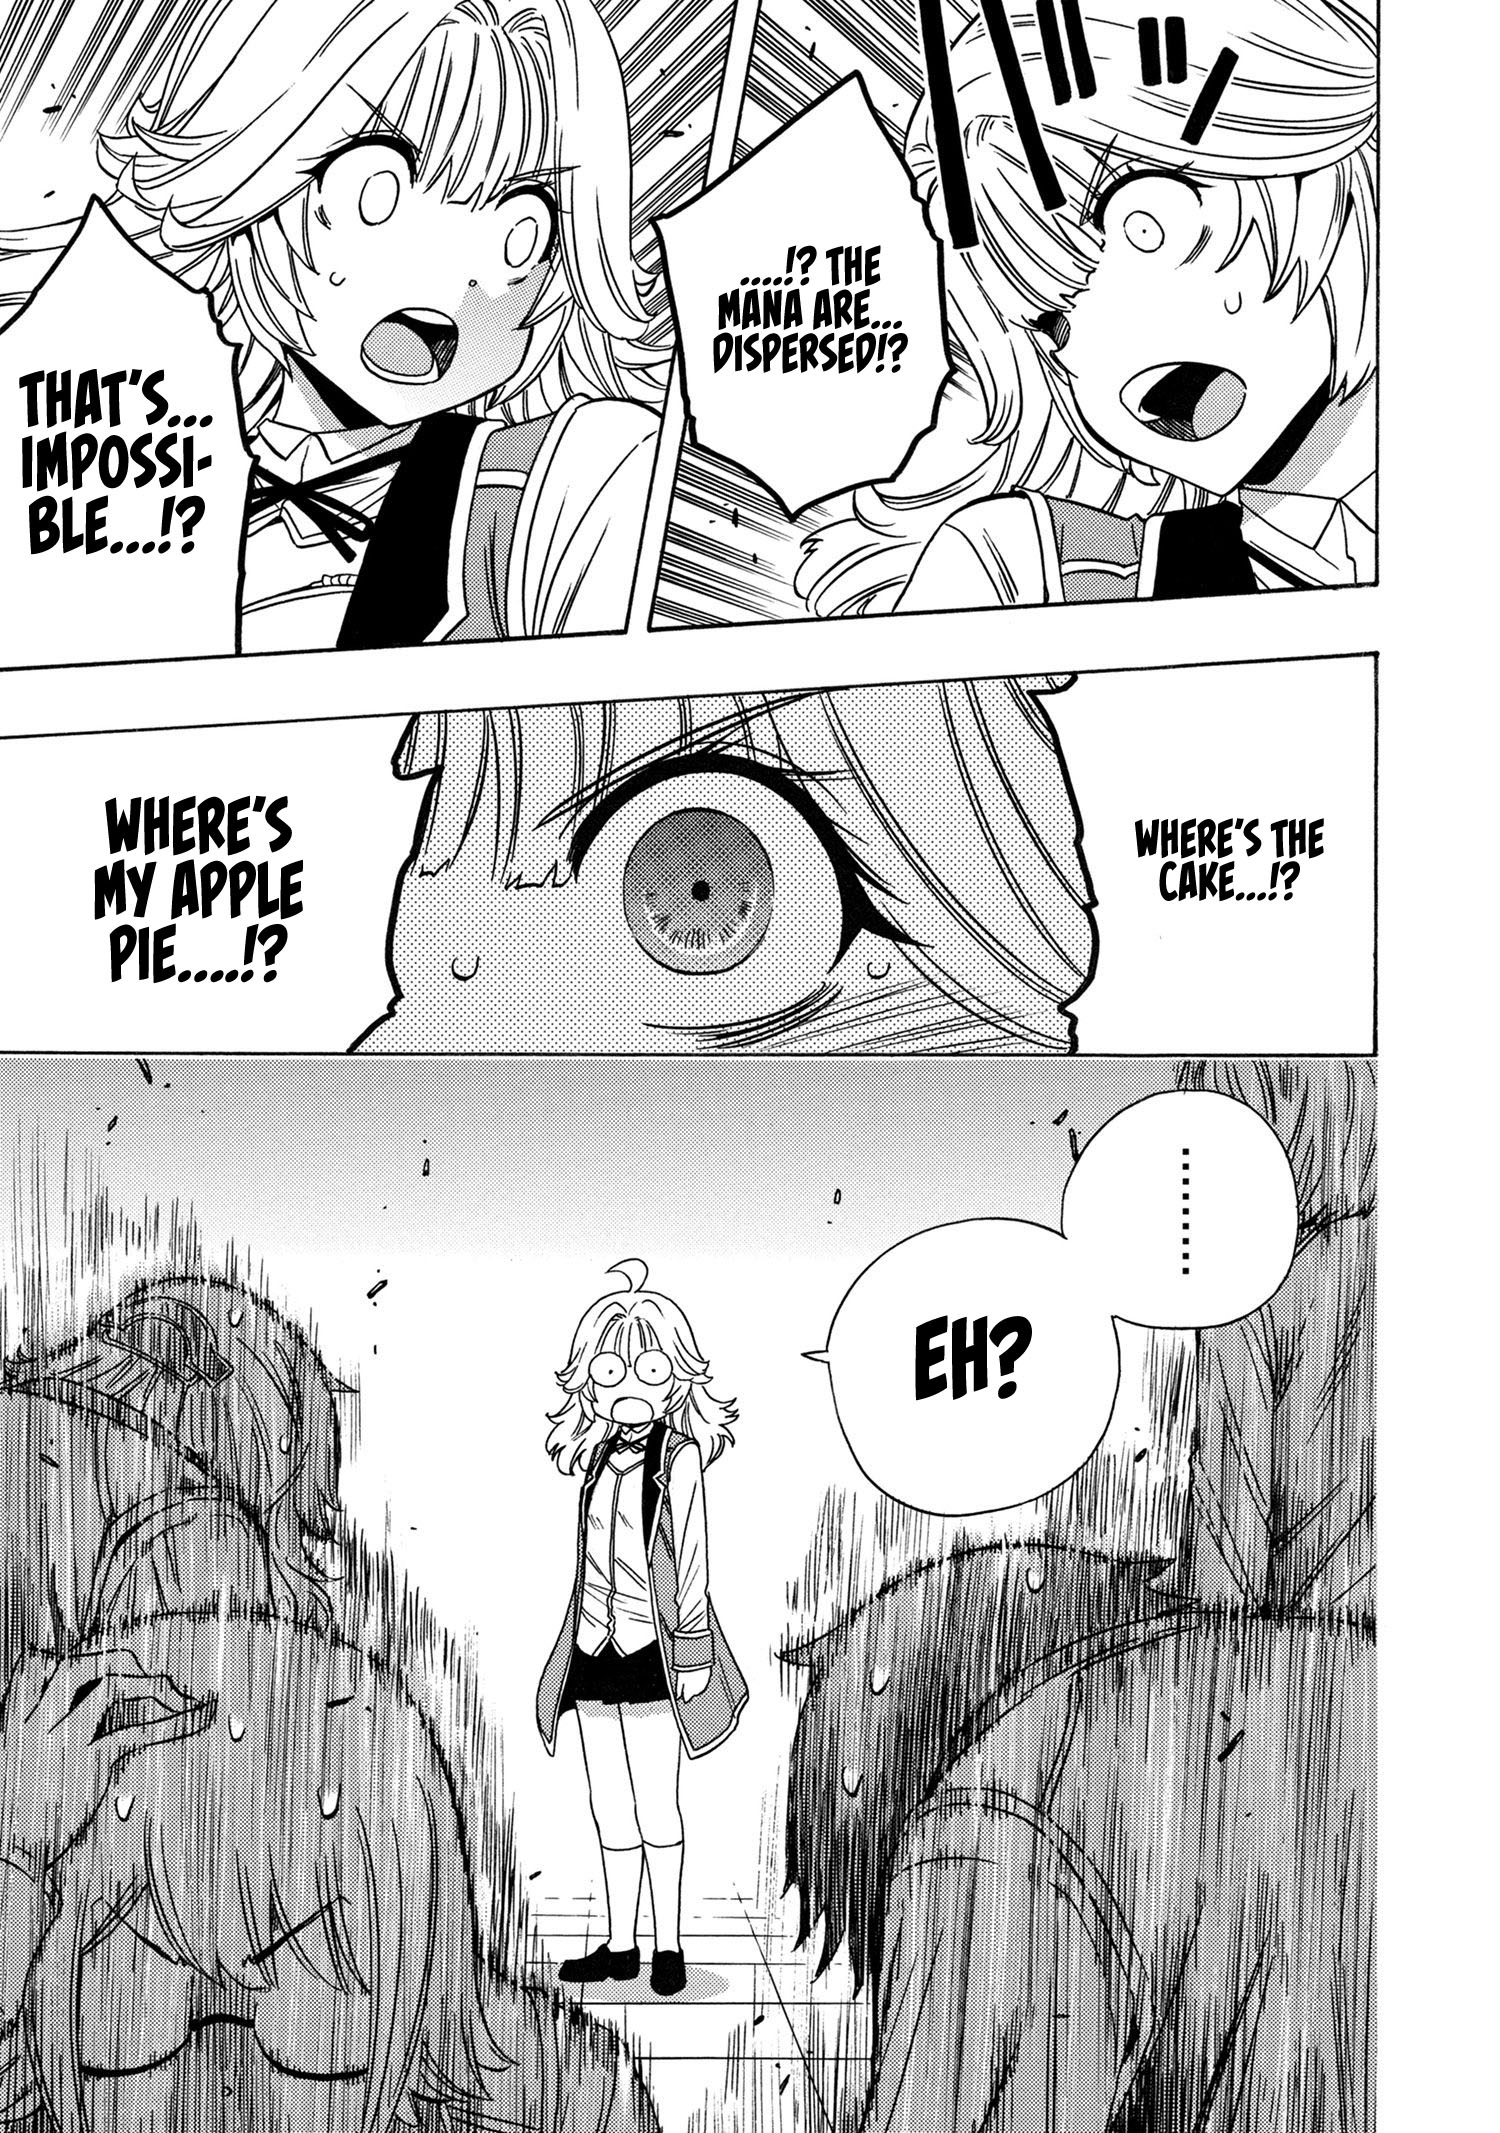 ....!? THE
MANA ARE...
DISPERSED!?
THAT'S...
IMPOSSI-
BLE....!?
WHERE'S THE
CAKE...!?
WHERE'S
MY APPLE
PIE.....!?
..........
EH?